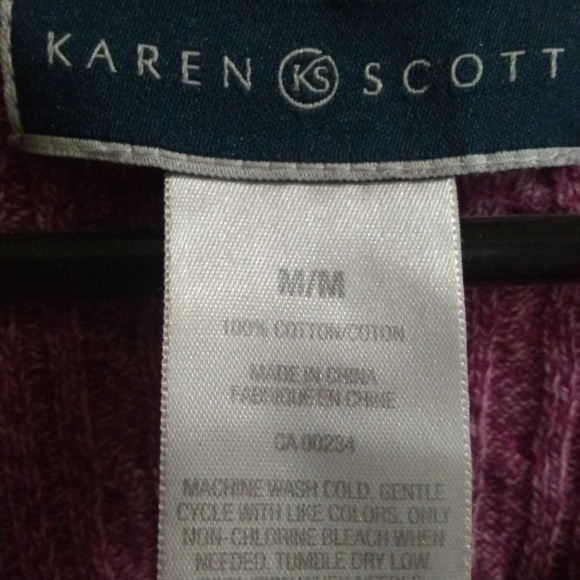 KAREN KS SCOTT
M/M
100% COTTON/COTON
MADE IN CHINA
FABRIQUE EN CHINE
CA 00234
MACHINE WASH COLD, GENTLE
CYCLE WITH LIKE COLORS. ONLY
NON-CHLORINE BLEACH WHEN
NEEDED. TUMBLE DRY LOW.